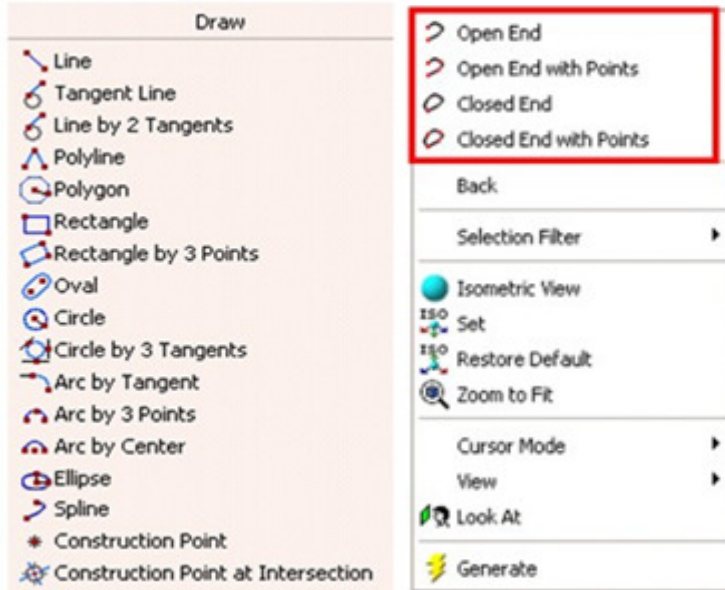 Draw
Line
Tangent Line
Line by 2 Tangents
Polyline
Polygon
Rectangle
Rectangle by 3 Points
Oval
Circle
Circle by 3 Tangents
Arc by Tangent
Arc by 3 Points
Arc by Center
Ellipse
Spline
Construction Point
Construction Point at Intersection
Open End
Open End with Points
Closed End
Closed End with Points
Back
Selection Filter
Isometric View
ISO Set
ISO Restore Default
Zoom to Fit
Cursor Mode
View
Look At
Generate